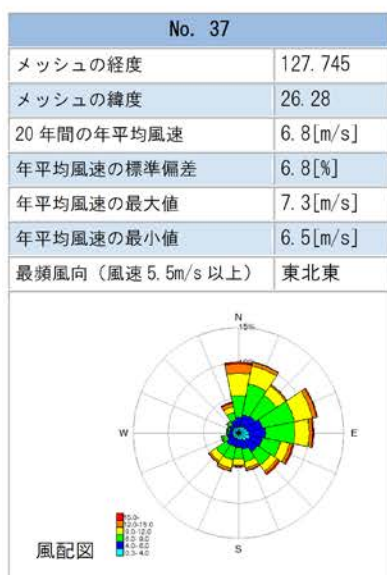 No. 37
メッシュの経度 127.745
メッシュの緯度 26.28
20年間の年平均風速 6.8[m/s]
年平均風速の標準偏差 6.8[%]
年平均風速の最大値 7.3[m/s]
年平均風速の最小値 6.5[m/s]
最頻風向（風速5.5m/s以上） 東北東
N
15%
W
E
S
風配図